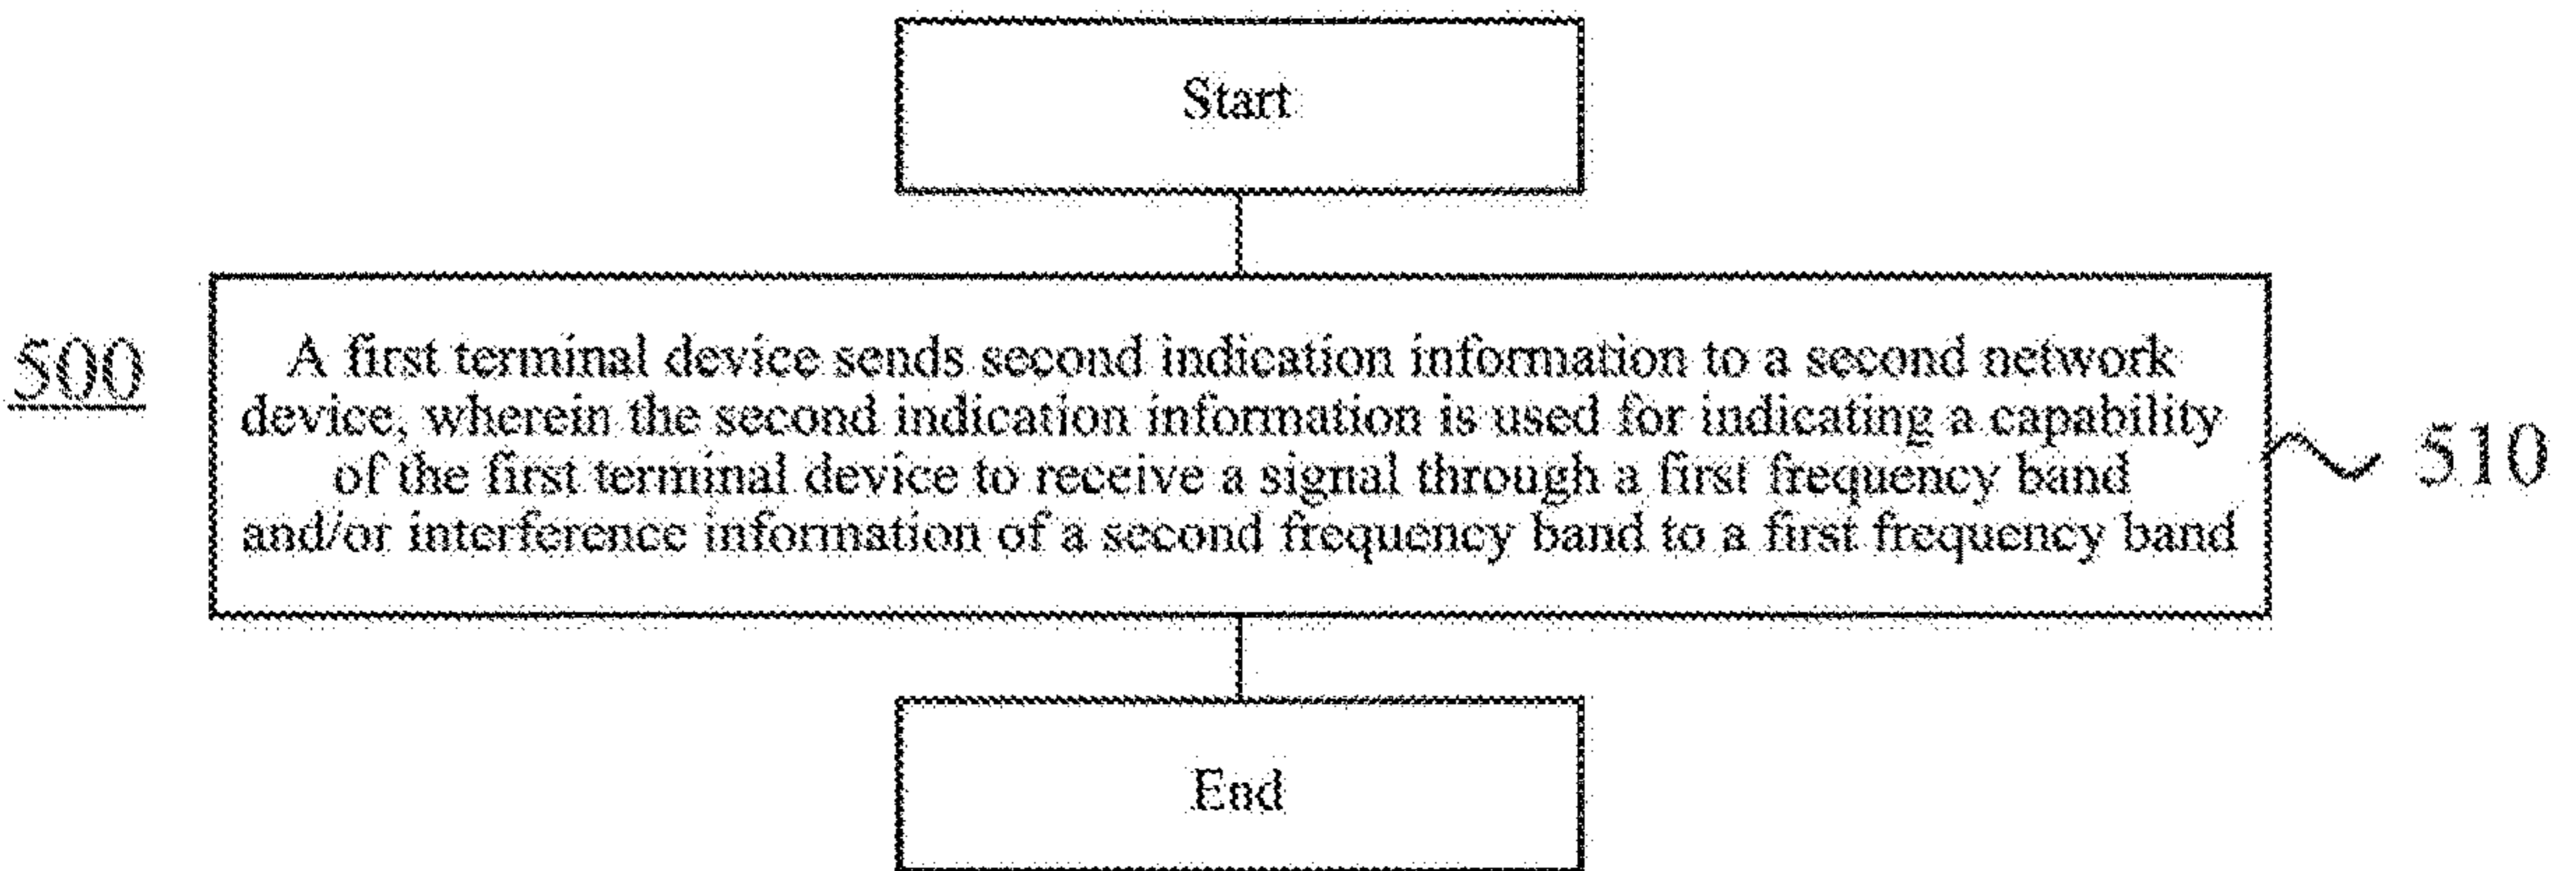 Start
500
A first terminal device sends second indication information to a second network
device, wherein the second indication information is used for indicating a capability
of the first terminal device to receive a signal through a first frequency band
and/or interference information of a second frequency band to a first frequency band
510
End